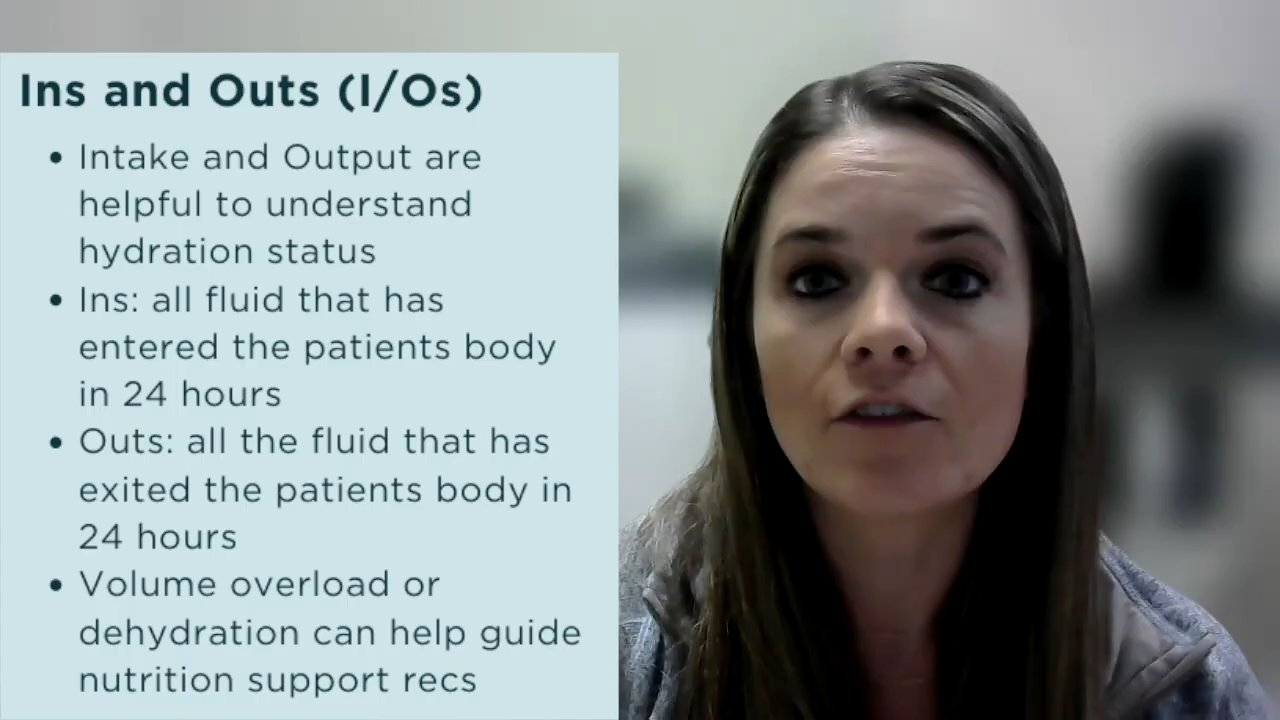 Ins and Outs (I/Os)
• Intake and Output are
helpful to understand
hydration status
• Ins: all fluid that has
entered the patients body
in 24 hours
• Outs: all the fluid that has
exited the patients body in
24 hours
• Volume overload or
dehydration can help guide
nutrition support recs